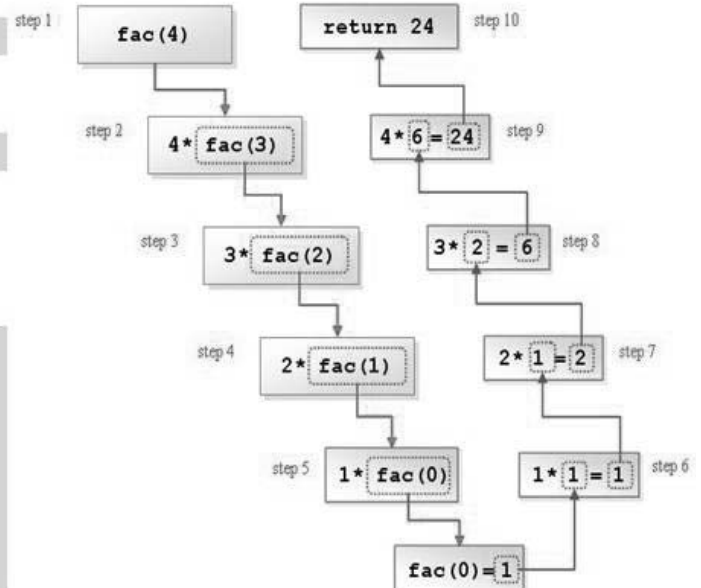 step 1
fac(4)
step 2
4* fac(3)
step 3
3* fac(2)
step 4
2* fac(1)
step 5
1* fac(0)
fac(0)=1
1* 1 = 1
step 6
2* 1 = 2
step 7
3* 2 = 6
step 8
4* 6 = 24
step 9
return 24
step 10